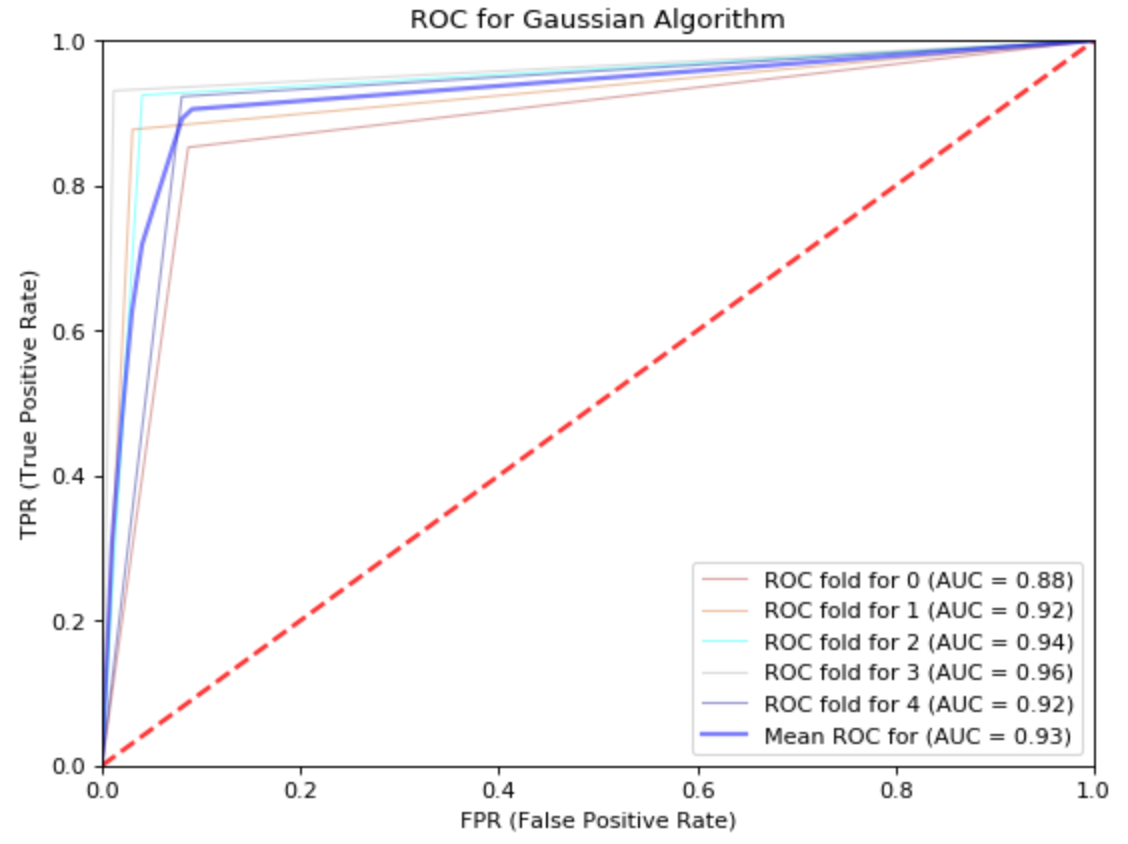 ROC for Gaussian Algorithm
1.0
0.8
0.6
0.4
0.2
0.0
TPR (True Positive Rate)
ROC fold for 0 (AUC = 0.88)
ROC fold for 1 (AUC = 0.92)
ROC fold for 2 (AUC = 0.94)
ROC fold for 3 (AUC = 0.96)
ROC fold for 4 (AUC = 0.92)
Mean ROC for (AUC = 0.93)
0.0 0.2 0.4 0.6 0.8 1.0
FPR (False Positive Rate)